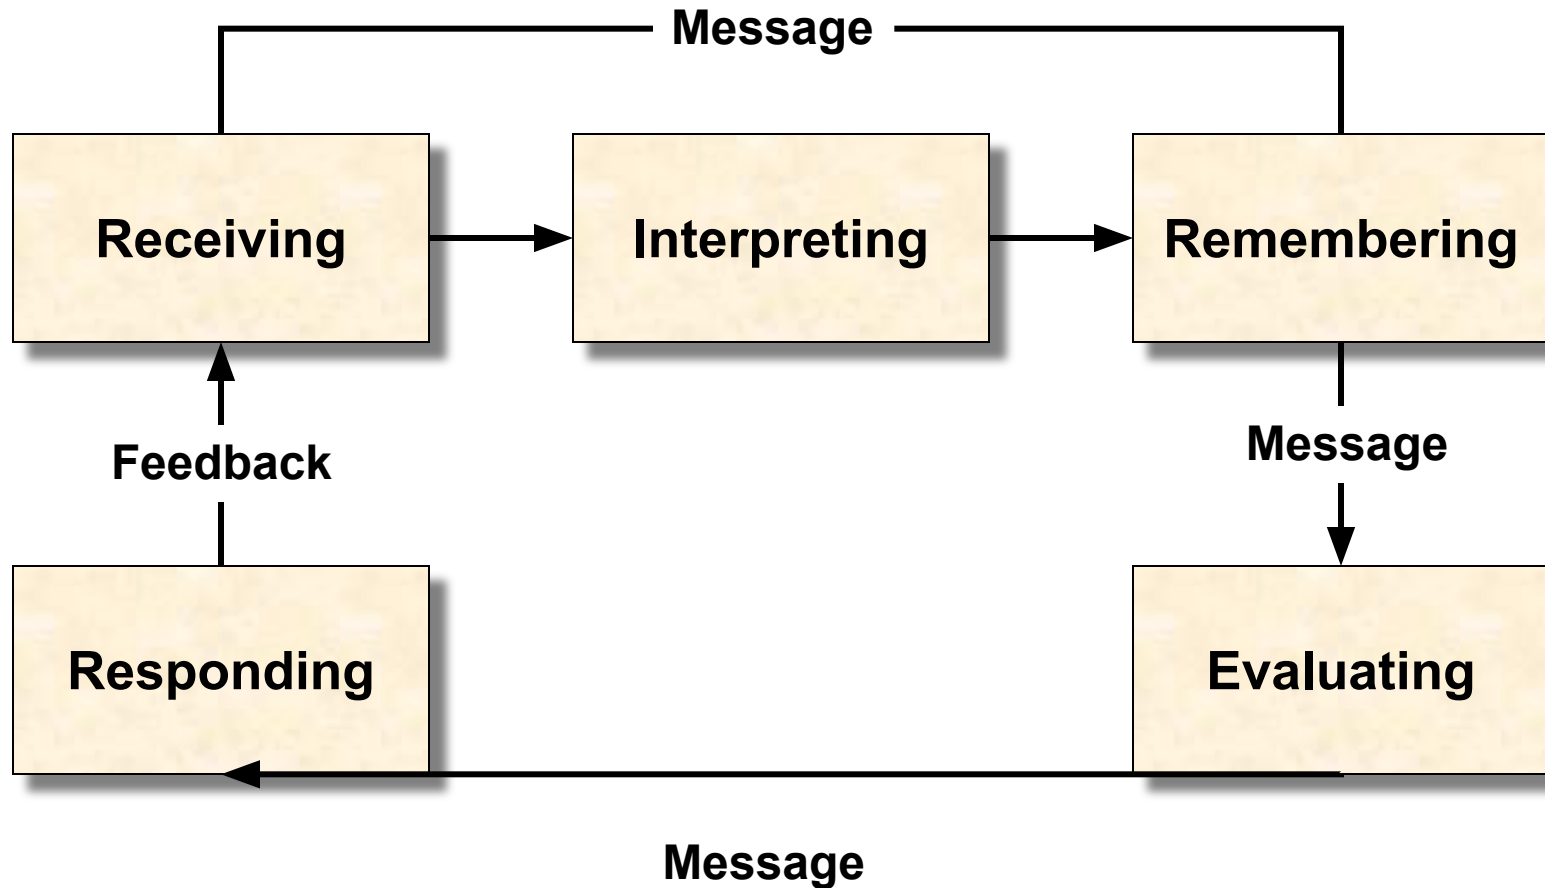 Message
Receiving
Interpreting
Remembering
Feedback
Message
Responding
Evaluating
Message